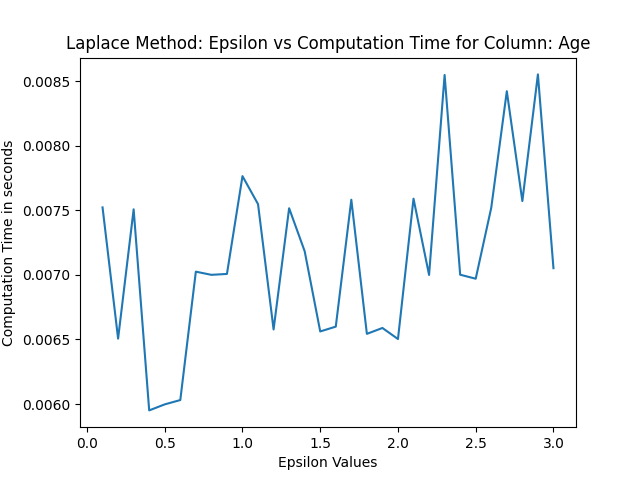 Laplace Method: Epsilon vs Computation Time for Column: Age
Computation Time in seconds
0.0085
0.0080
0.0075
0.0070
0.0065
0.0060
0.0 0.5 1.0 1.5 2.0 2.5 3.0
Epsilon Values